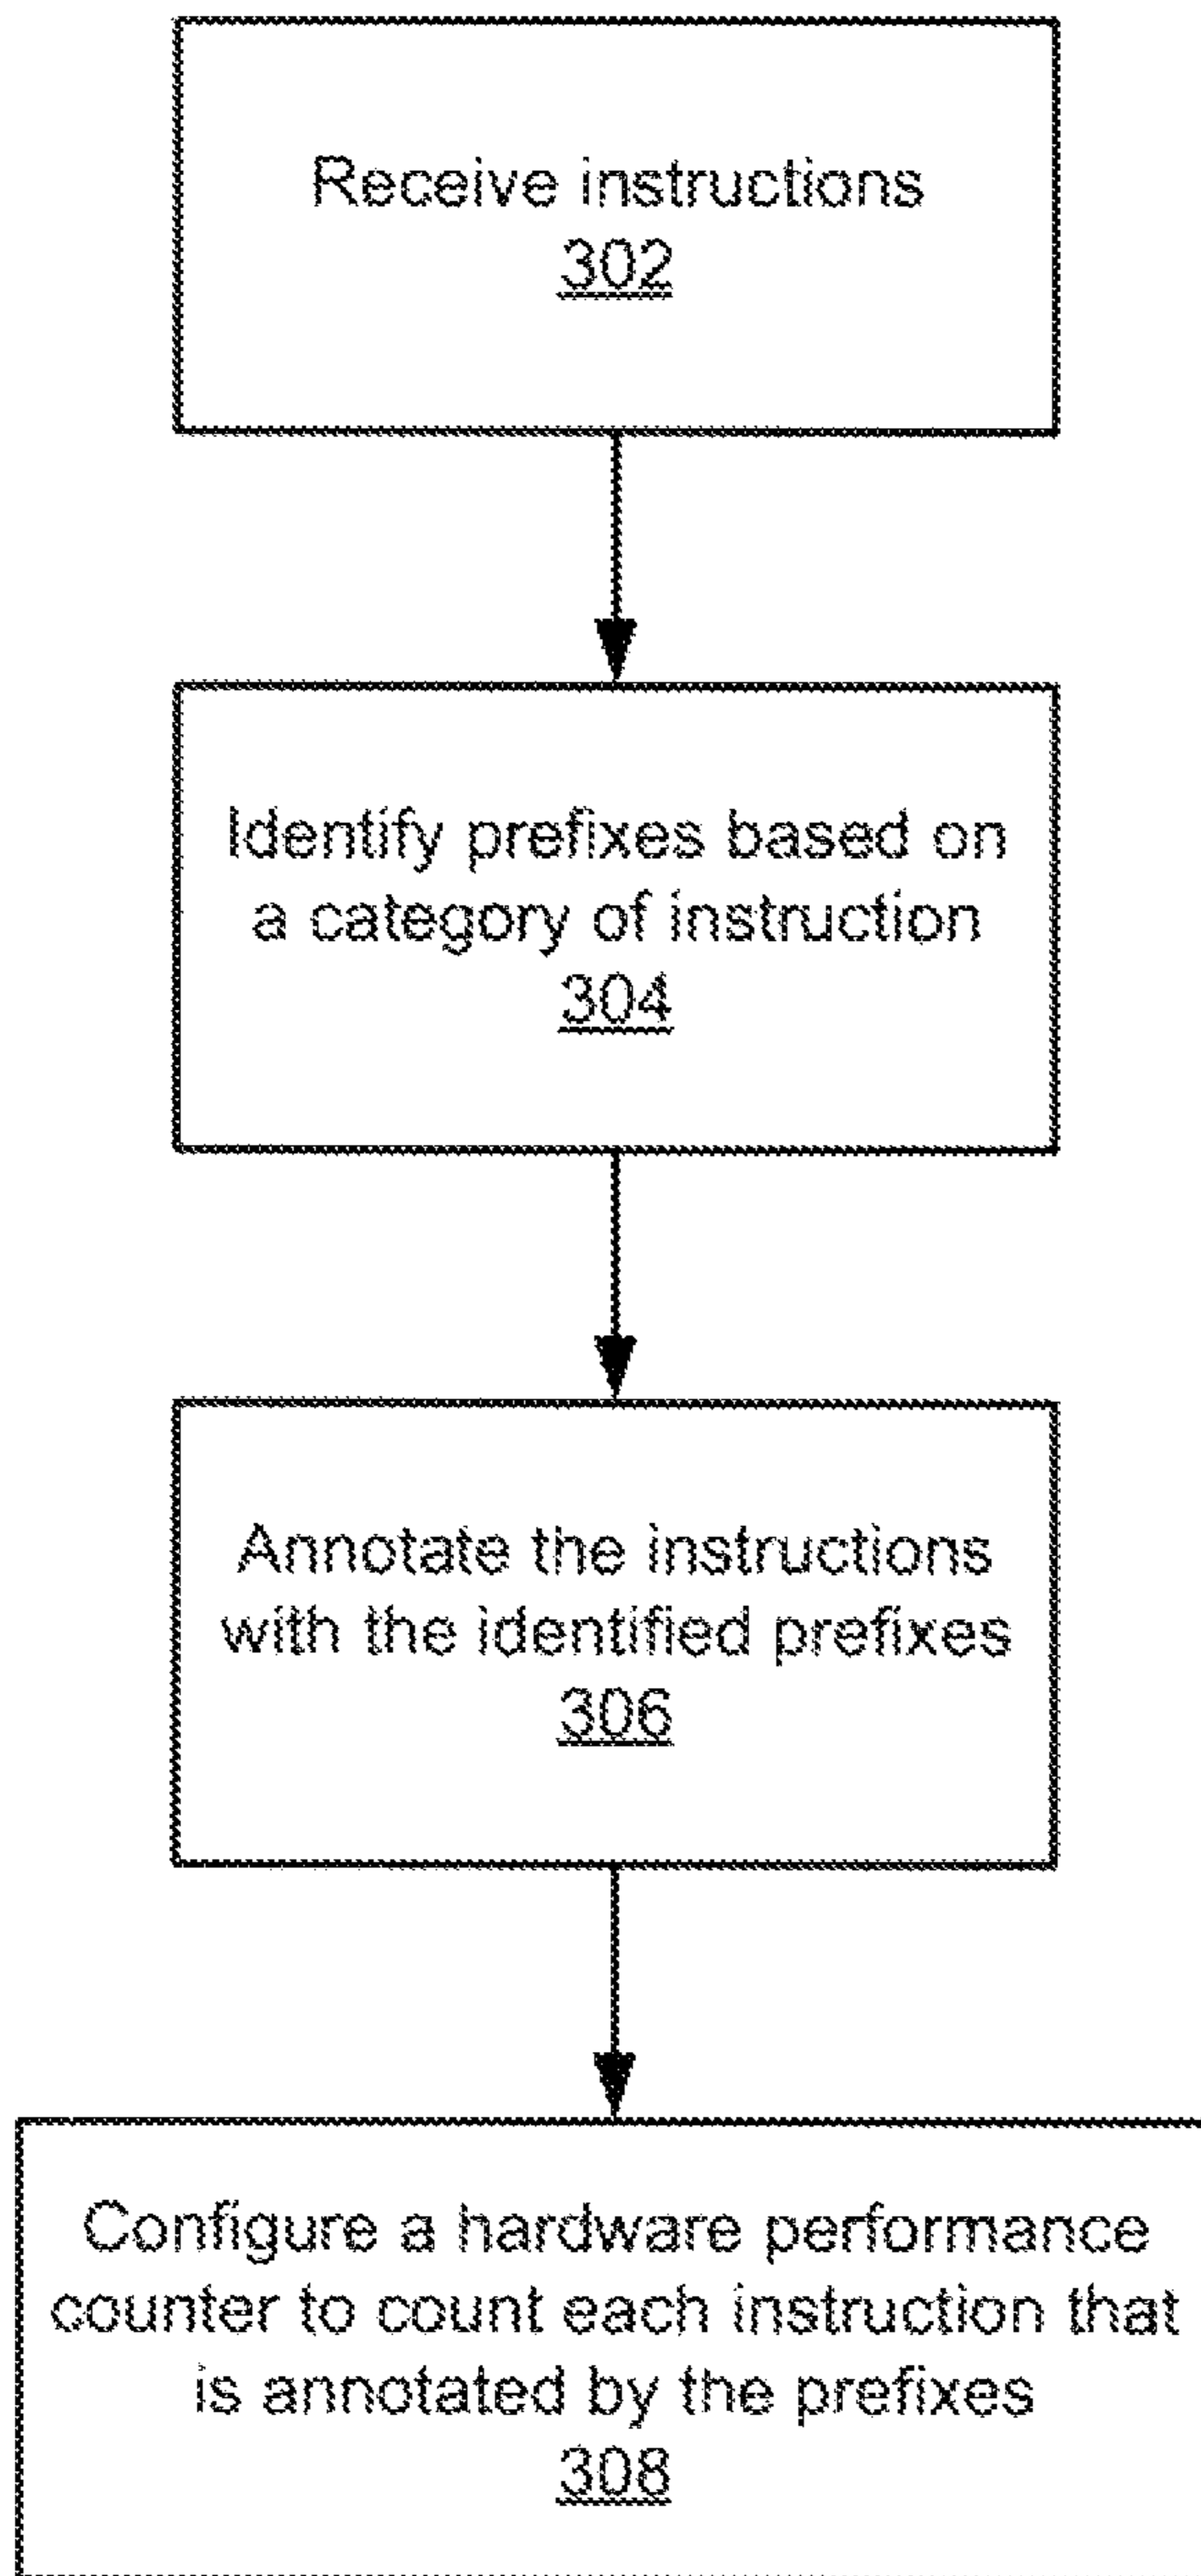 Receive instructions
302
Identify prefixes based on
a category of instruction
304
Annotate the instructions
with the identified prefixes
306
Configure a hardware performance
counter to count each instruction that
is annotated by the prefixes
308